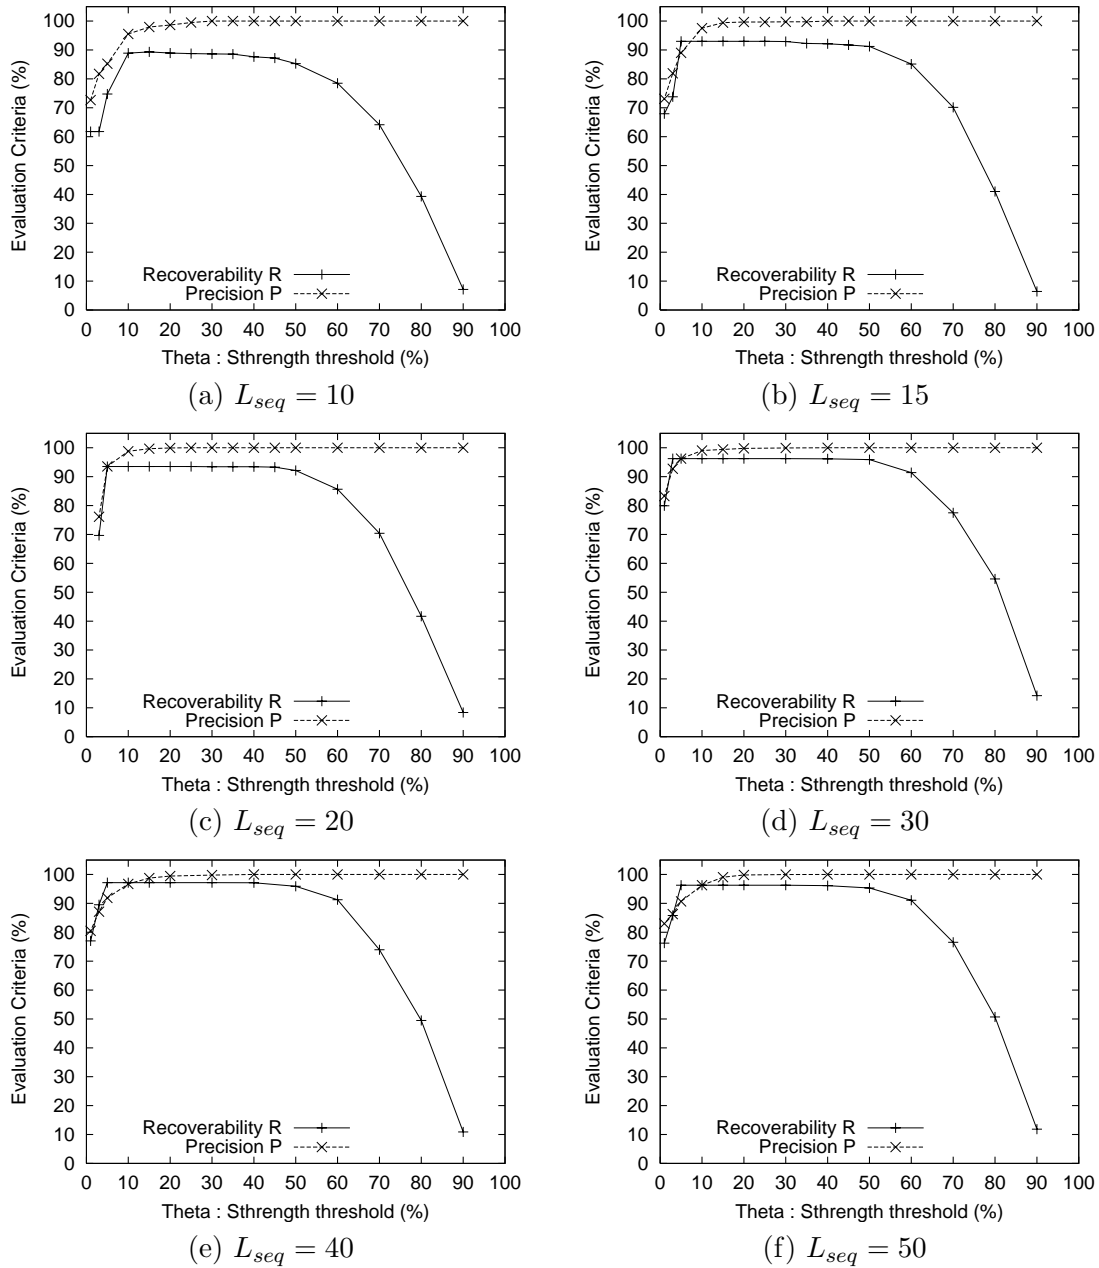 100
90
80
70
60
50
40
30
20
10
0
Evaluation Criteria (%)
Recoverability R
Precision P
0 10 20 30 40 50 60 70 80 90 100
Theta : Sthrength threshold (%)
(a) L_seq = 10
100
90
80
70
60
50
40
30
20
10
0
Evaluation Criteria (%)
Recoverability R
Precision P
0 10 20 30 40 50 60 70 80 90 100
Theta : Sthrength threshold (%)
(b) L_seq = 15
100
90
80
70
60
50
40
30
20
10
0
Evaluation Criteria (%)
Recoverability R
Precision P
0 10 20 30 40 50 60 70 80 90 100
Theta : Sthrength threshold (%)
(c) L_seq = 20
100
90
80
70
60
50
40
30
20
10
0
Evaluation Criteria (%)
Recoverability R
Precision P
0 10 20 30 40 50 60 70 80 90 100
Theta : Sthrength threshold (%)
(d) L_seq = 30
100
90
80
70
60
50
40
30
20
10
0
Evaluation Criteria (%)
Recoverability R
Precision P
0 10 20 30 40 50 60 70 80 90 100
Theta : Sthrength threshold (%)
(e) L_seq = 40
100
90
80
70
60
50
40
30
20
10
0
Evaluation Criteria (%)
Recoverability R
Precision P
0 10 20 30 40 50 60 70 80 90 100
Theta : Sthrength threshold (%)
(f) L_seq = 50